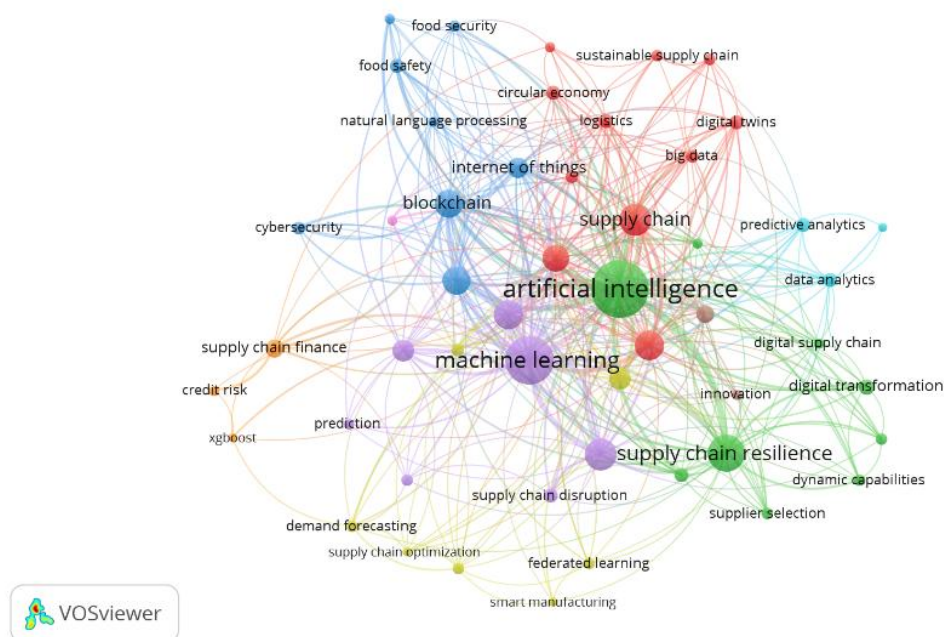 food security
food safety
sustainable supply chain
circular economy
natural language processing
logistics
digital twins
big data
internet of things
blockchain
supply chain
cybersecurity
predictive analytics
data analytics
artificial intelligence
supply chain finance
machine learning
digital supply chain
credit risk
innovation
digital transformation
prediction
xgboost
supply chain resilience
dynamic capabilities
supply chain disruption
supplier selection
demand forecasting
supply chain optimization
federated learning
smart manufacturing
VOSviewer